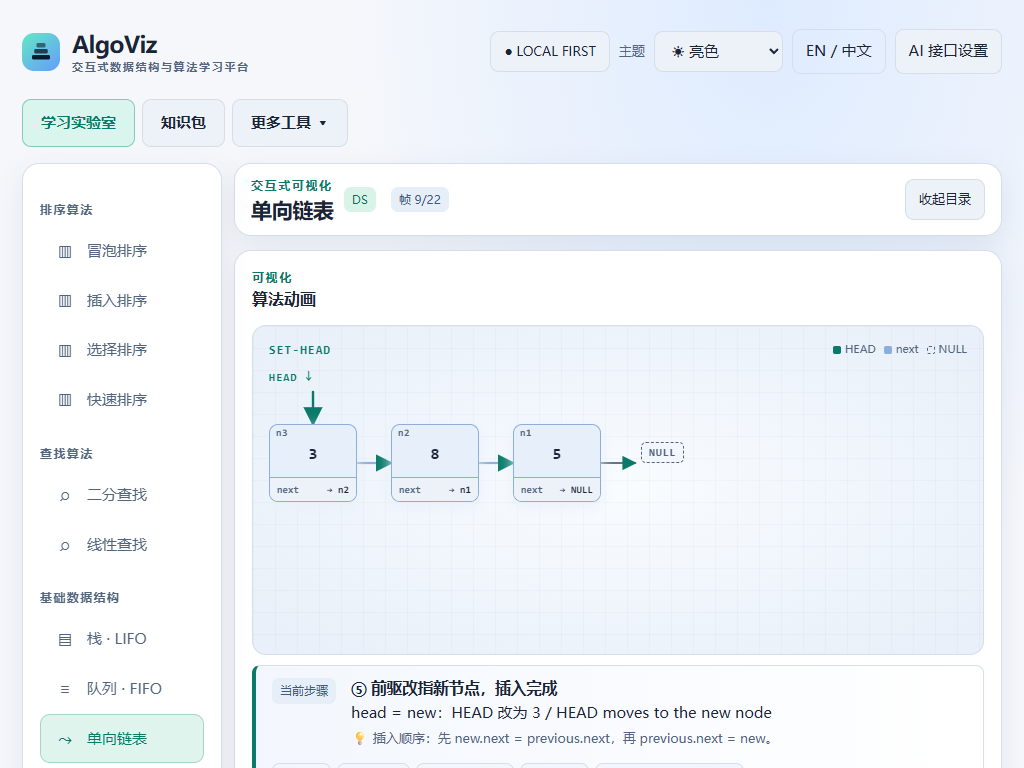 AlgoViz
交互式数据结构与算法学习平台
● LOCAL FIRST
主题
☀ 亮色
EN / 中文
AI 接口设置
学习实验室
知识包
更多工具 ▾
排序算法
冒泡排序
插入排序
选择排序
快速排序
查找算法
二分查找
线性查找
基础数据结构
栈 · LIFO
队列 · FIFO
单向链表
交互式可视化
单向链表
DS
帧 9/22
收起目录
可视化
算法动画
SET-HEAD
HEAD next NULL
HEAD ↓
n3
3
next → n2
n2
8
next → n1
n1
5
next → NULL
NULL
当前步骤
⑤ 前驱改指新节点，插入完成
head = new：HEAD 改为 3 / HEAD moves to the new node
💡 插入顺序：先 new.next = previous.next，再 previous.next = new。